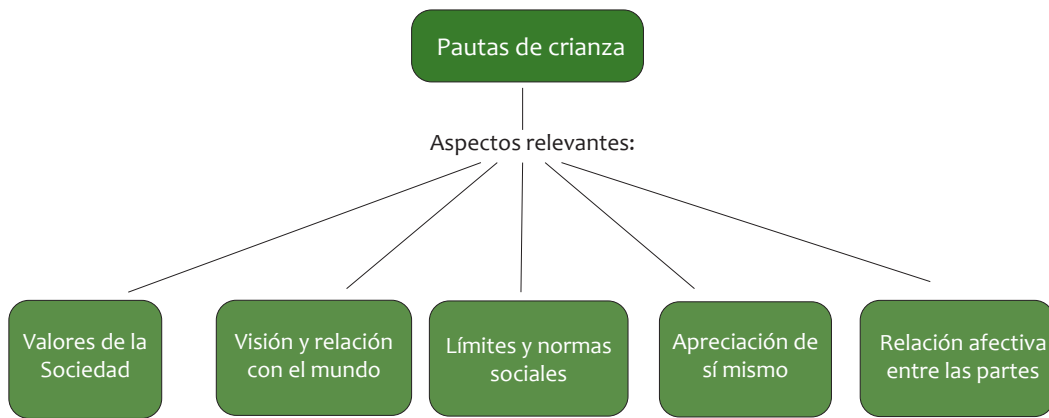 Pautas de crianza
Aspectos relevantes:
Valores de la
Sociedad
Visión y relación
con el mundo
Límites y normas
sociales
Apreciación de
sí mismo
Relación afectiva
entre las partes